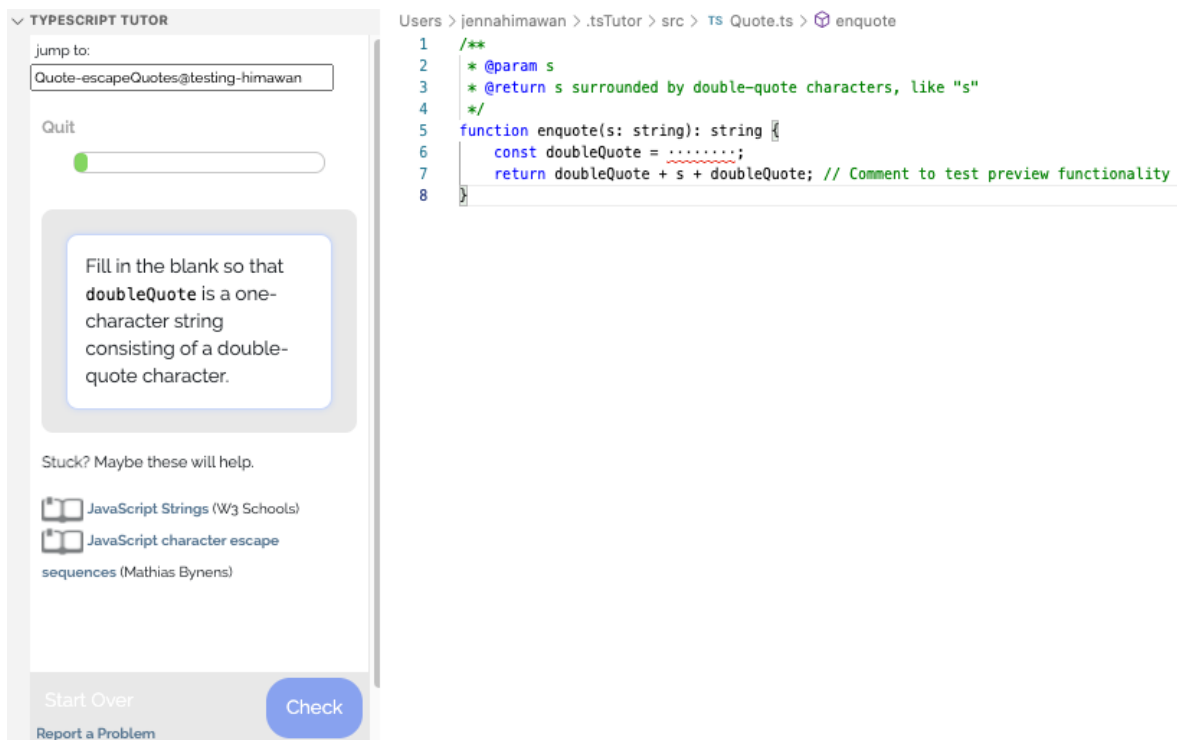 TYPESCRIPT TUTOR
jump to:
Quote-escapeQuotes@testing-himawan
Quit
Fill in the blank so that
doubleQuote is a one-
character string
consisting of a double-
quote character.
Stuck? Maybe these will help.
JavaScript Strings (W3 Schools)
JavaScript character escape
sequences (Mathias Bynens)
Start Over
Check
Report a Problem
Users > jennahimawan > .tsTutor > src > TS Quote.ts > enquote
1 /**
2 * @param s
3 * @return s surrounded by double-quote characters, like "s"
4 */
5 function enquote(s: string): string {
6 const doubleQuote = ········;
7 return doubleQuote + s + doubleQuote; // Comment to test preview functionality
8 }